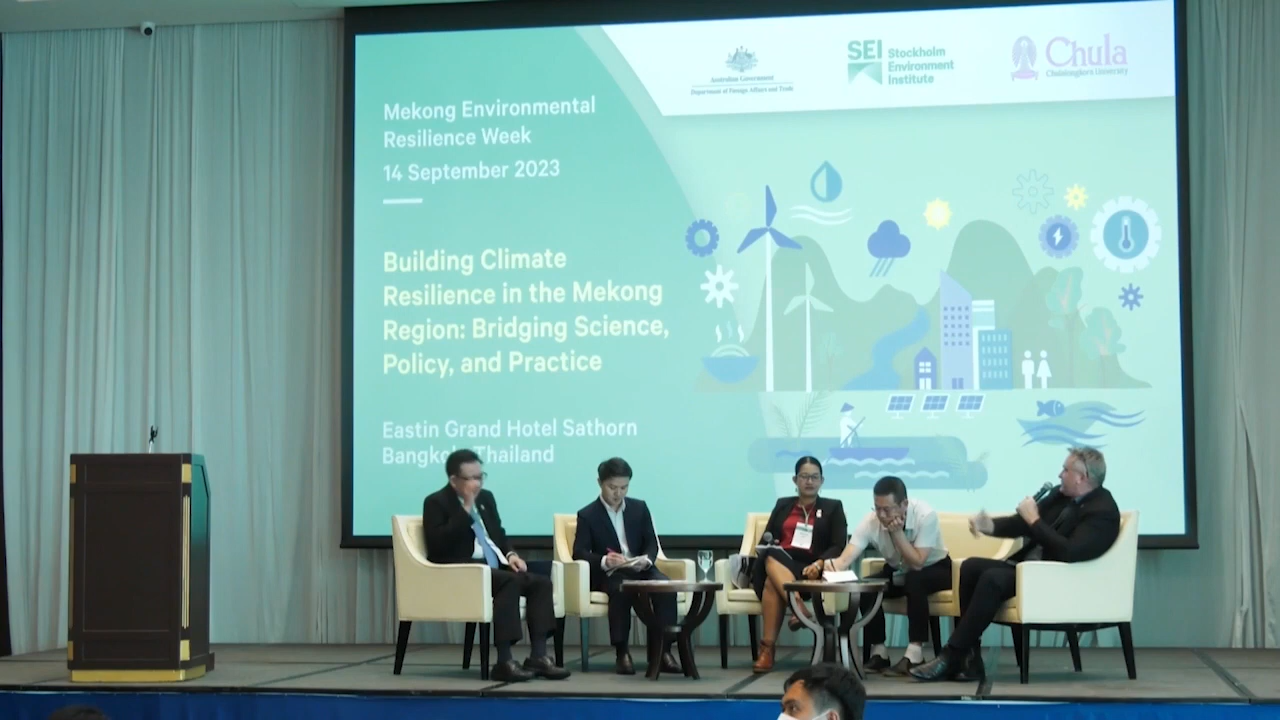 Australian Government
Department of Foreign Affairs and Trade
SEI Stockholm
Environment
Institute
Chula
Chulalongkorn University
Mekong Environmental
Resilience Week
14 September 2023
Building Climate
Resilience in the Mekong
Region: Bridging Science,
Policy, and Practice
Eastin Grand Hotel Sathorn
Bangkok, Thailand